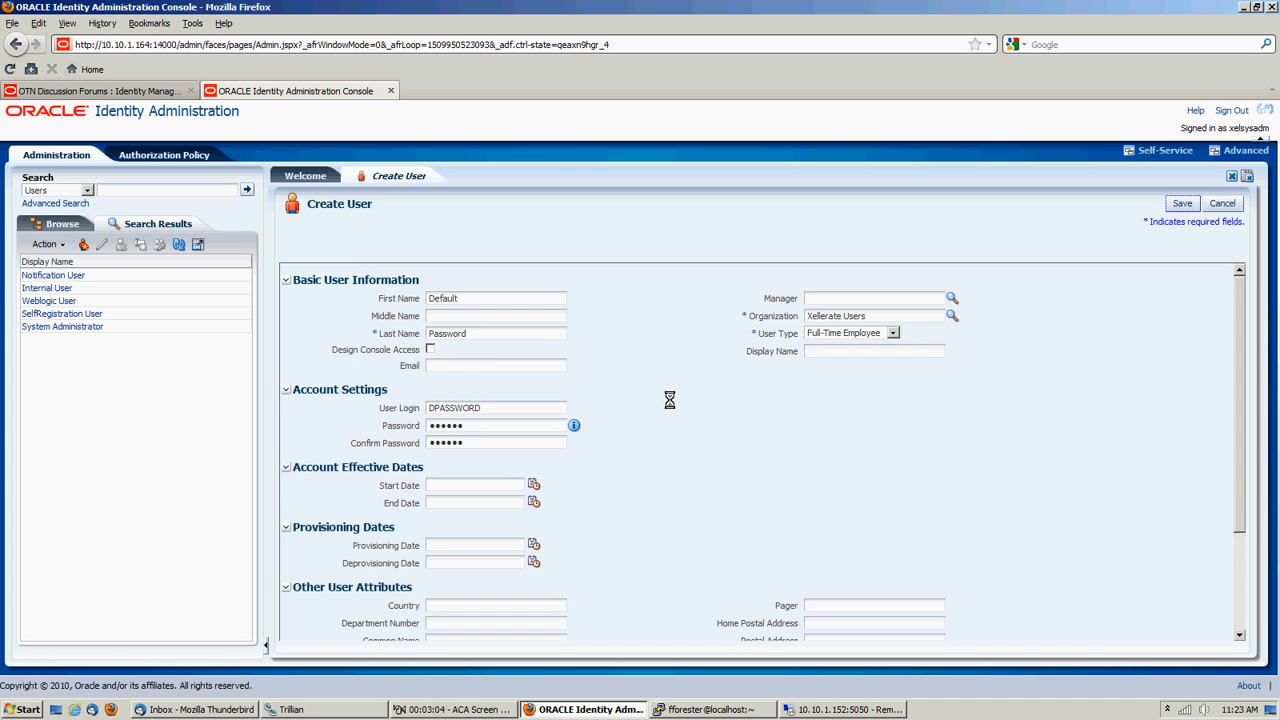 ORACLE Identity Administration Console - Mozilla Firefox
File Edit View History Bookmarks Tools Help
http://10.10.1.164:14000/admin/faces/pages/Admin.jspx?_afrWindowMode=0&_afrLoop=1509950523093&_adf.ctrl-state=qeaxn9hgr_4
Google
Home
OTN Discussion Forums : Identity Manag...
ORACLE Identity Administration Console
ORACLE Identity Administration
Help Sign Out
Signed in as xelsysadm
Administration Authorization Policy
Self-Service Advanced
Search
Users
Advanced Search
Browse Search Results
Action
Display Name
Notification User
Internal User
Weblogic User
SelfRegistration User
System Administrator
Welcome Create User
Create User
Save Cancel
* Indicates required fields.
Basic User Information
First Name Default
Manager
Middle Name
* Organization Xellerate Users
* Last Name Password
* User Type Full-Time Employee
Design Console Access
Display Name
Email
Account Settings
User Login DPASSWORD
Password ••••••
Confirm Password ••••••
Account Effective Dates
Start Date
End Date
Provisioning Dates
Provisioning Date
Deprovisioning Date
Other User Attributes
Country
Pager
Department Number
Home Postal Address
Common Name
Postal Address
Copyright © 2010, Oracle and/or its affiliates. All rights reserved.
About
Start
Inbox - Mozilla Thunderbird
Trillian
00:03:04 - ACA Screen ...
ORACLE Identity Adm...
fforester@localhost:~
10.10.1.152:5050 - Rem...
11:23 AM